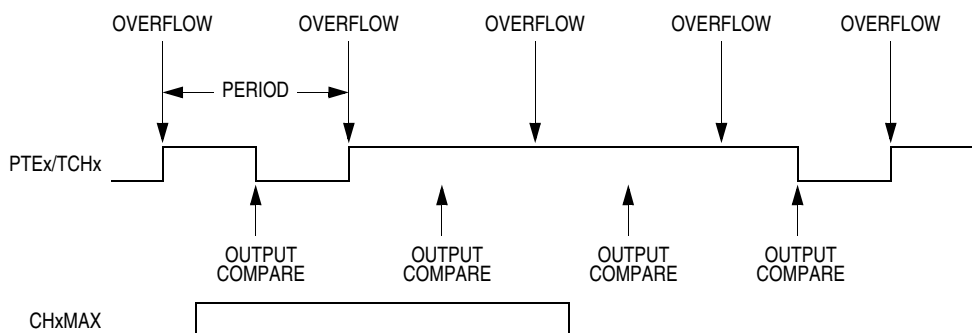 OVERFLOW OVERFLOW OVERFLOW OVERFLOW OVERFLOW
PERIOD
PTEx/TCHx
OUTPUT COMPARE
OUTPUT COMPARE
OUTPUT COMPARE
OUTPUT COMPARE
CHxMAX